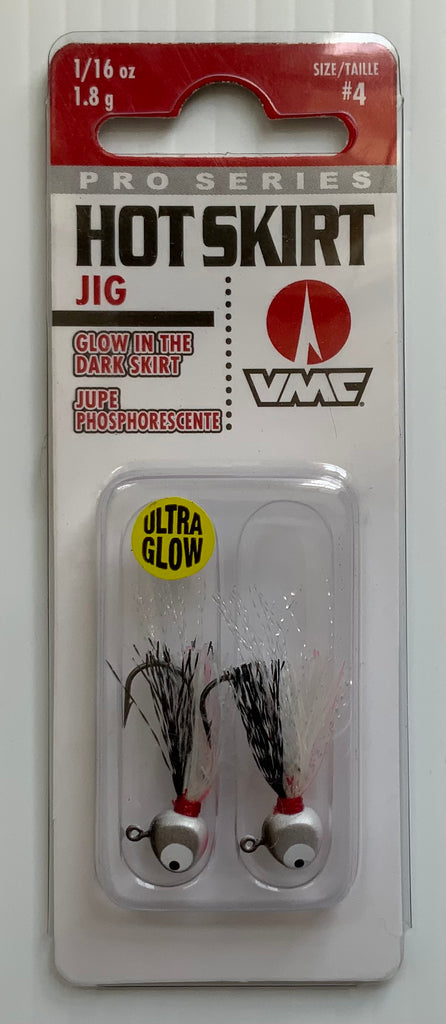 1/16 oz
1.8 g
SIZE/TAILLE
#4
PRO SERIES
HOT SKIRT
JIG
GLOW IN THE
DARK SKIRT
JUPE
PHOSPHORESCENTE
VMC®
ULTRA
GLOW